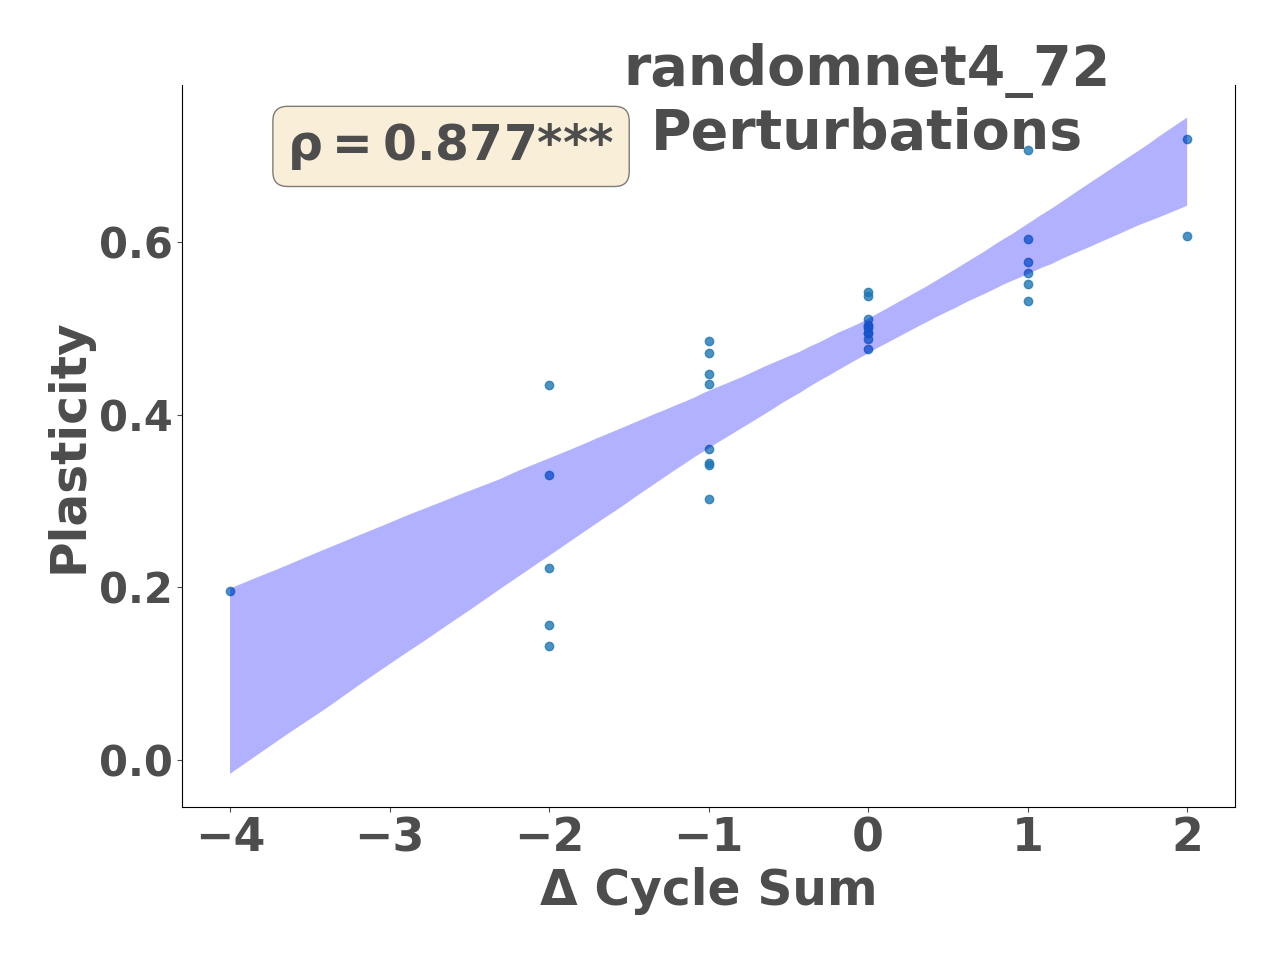 randomnet4_72
Perturbations
ρ = 0.877***
Plasticity
0.6
0.4
0.2
0.0
−4 −3 −2 −1 0 1 2
Δ Cycle Sum